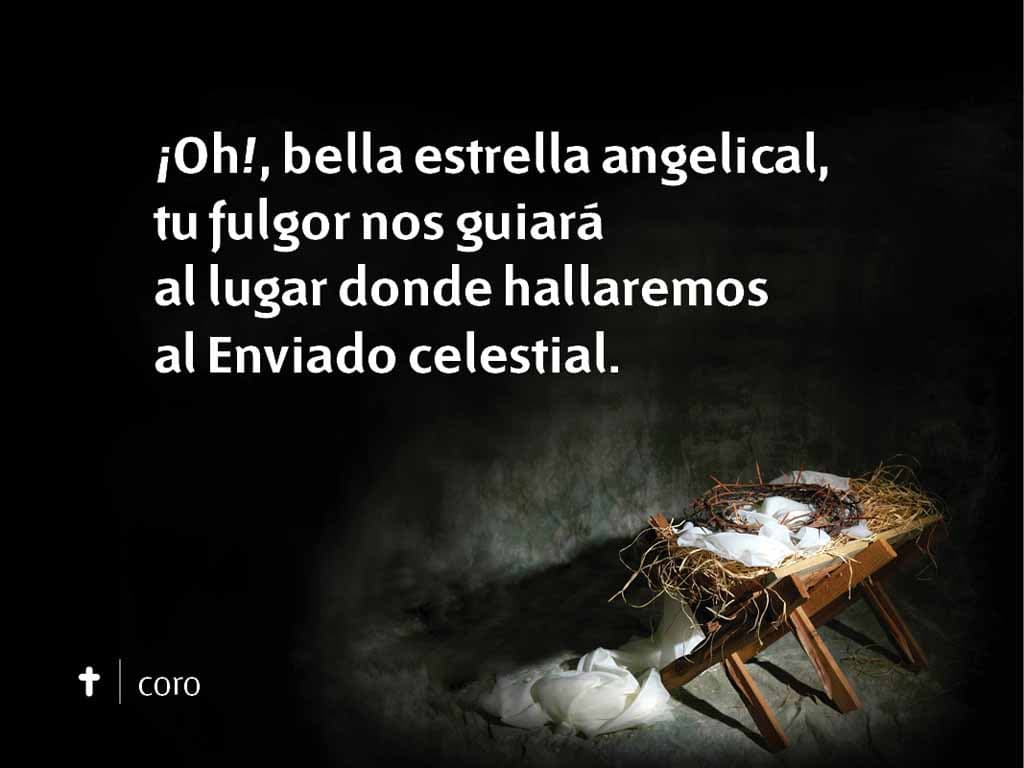 ¡Oh!, bella estrella angelical,
tu fulgor nos guiará
al lugar donde hallaremos
al Enviado celestial.
coro